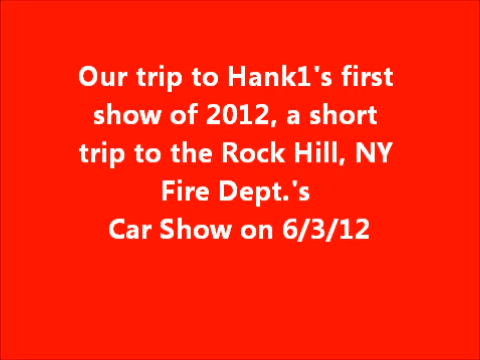 Our trip to Hank1's first
show of 2012, a short
trip to the Rock Hill, NY
Fire Dept.'s
Car Show on 6/3/12